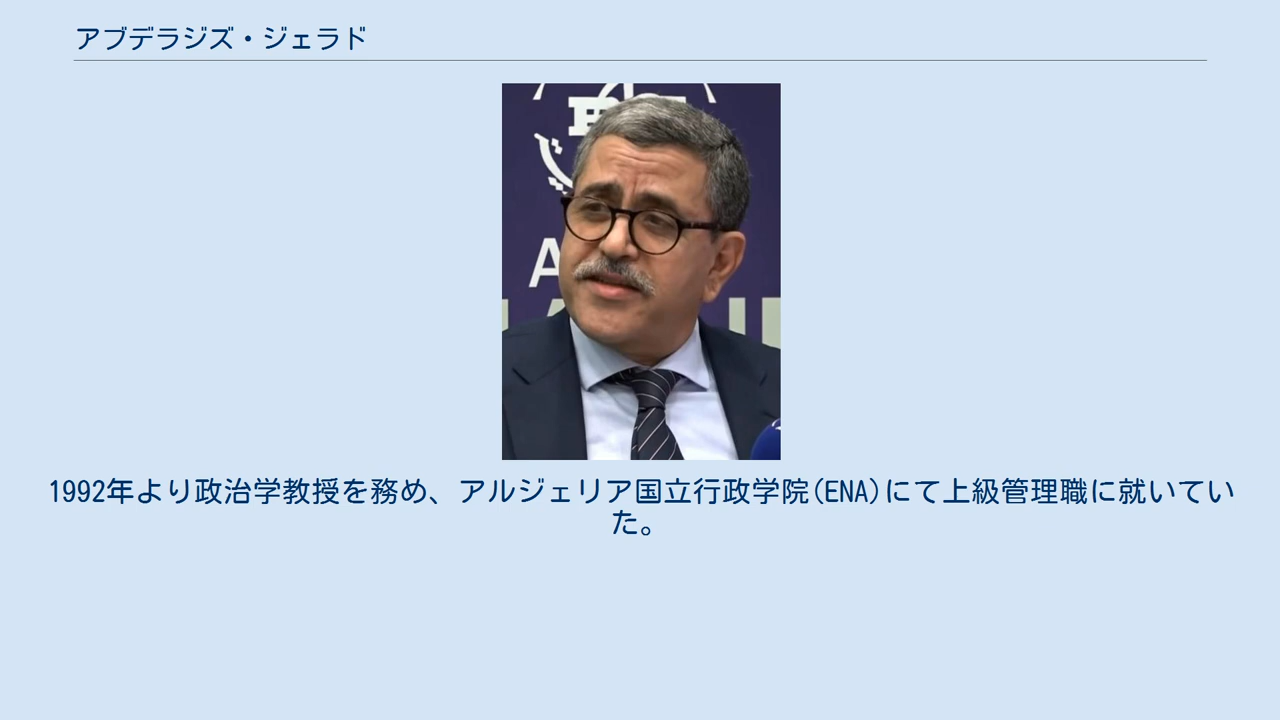 アブデラジズ・ジェラド
A
1992年より政治学教授を務め、アルジェリア国立行政学院(ENA)にて上級管理職に就いてい
た。